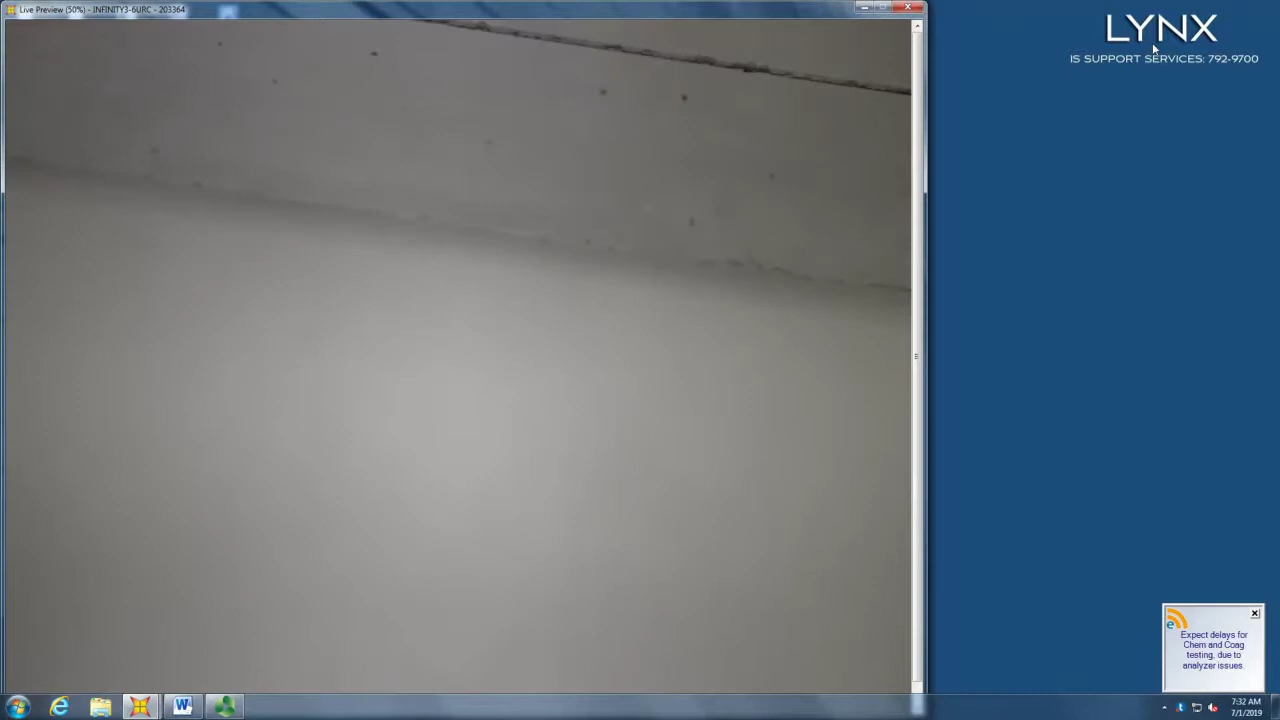 Live Preview (50%) - INFINITY3-6URC - 203364
LYNX
IS SUPPORT SERVICES: 792-9700
Expect delays for
Chem and Coag
testing, due to
analyzer issues
7:32 AM
7/1/2019